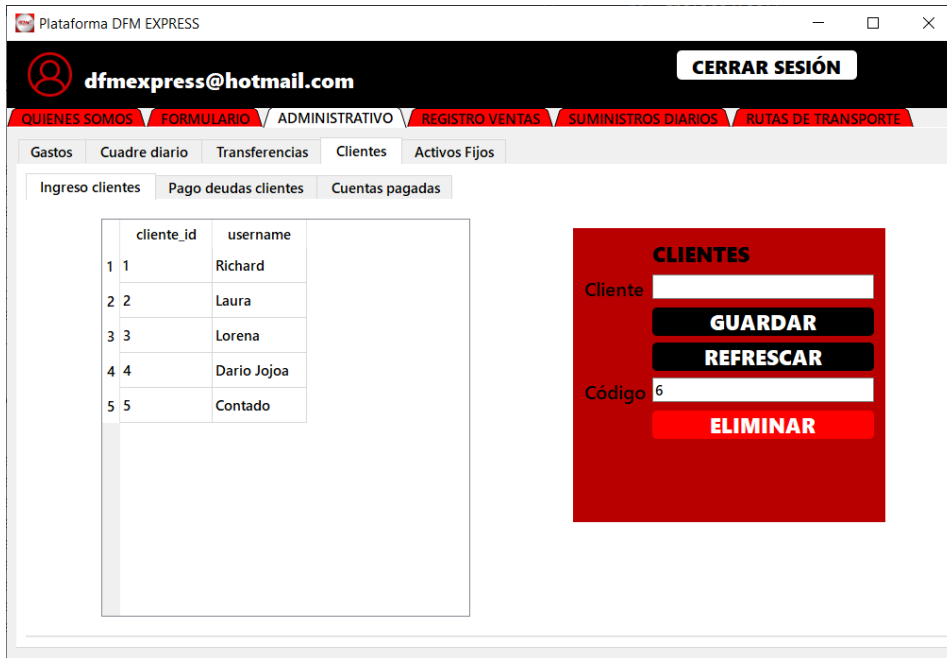 Plataforma DFM EXPRESS
dfmexpress@hotmail.com
CERRAR SESIÓN
QUIENES SOMOS FORMULARIO ADMINISTRATIVO REGISTRO VENTAS SUMINISTROS DIARIOS RUTAS DE TRANSPORTE
Gastos Cuadre diario Transferencias Clientes Activos Fijos
Ingreso clientes Pago deudas clientes Cuentas pagadas
cliente_id username
1 1 Richard
2 2 Laura
3 3 Lorena
4 4 Dario Jojoa
5 5 Contado
CLIENTES
Cliente
GUARDAR
REFRESCAR
Código 6
ELIMINAR